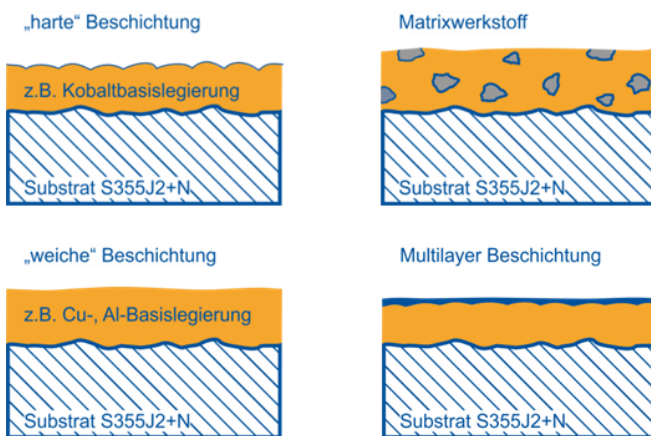 „harte“ Beschichtung
z.B. Kobaltbasislegierung
Substrat S355J2+N
Matrixwerkstoff
Substrat S355J2+N
„weiche“ Beschichtung
z.B. Cu-, Al-Basislegierung
Substrat S355J2+N
Multilayer Beschichtung
Substrat S355J2+N